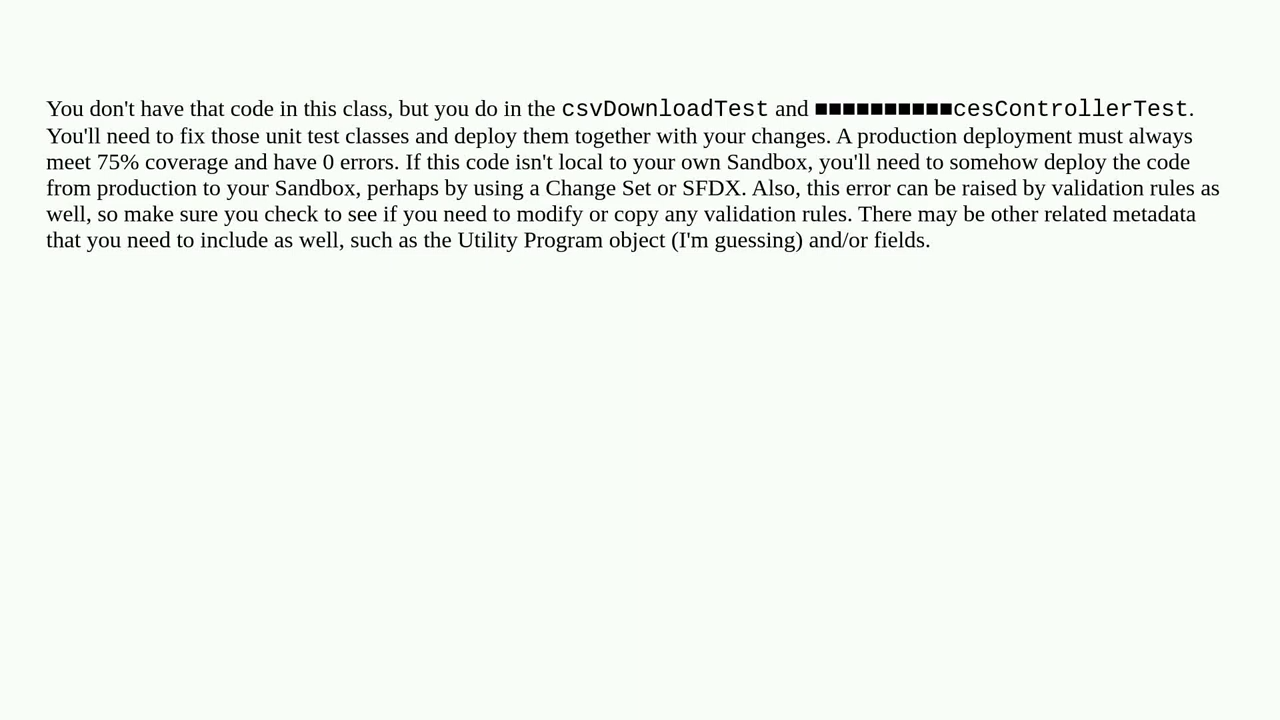 You don't have that code in this class, but you do in the csvDownloadTest and ■■■■■■■■■■cesControllerTest.
You'll need to fix those unit test classes and deploy them together with your changes. A production deployment must always
meet 75% coverage and have 0 errors. If this code isn't local to your own Sandbox, you'll need to somehow deploy the code
from production to your Sandbox, perhaps by using a Change Set or SFDX. Also, this error can be raised by validation rules as
well, so make sure you check to see if you need to modify or copy any validation rules. There may be other related metadata
that you need to include as well, such as the Utility Program object (I'm guessing) and/or fields.